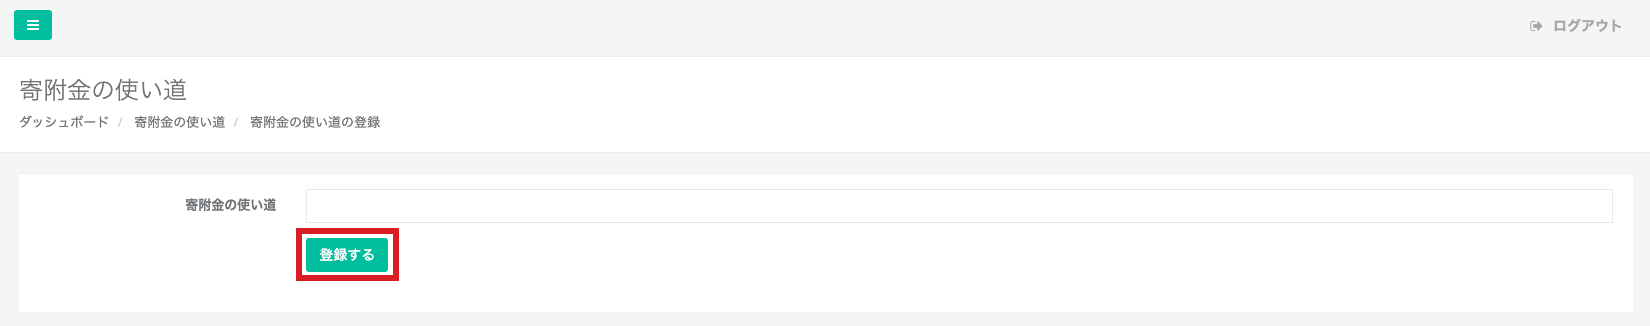 ログアウト
寄附金の使い道
ダッシュボード / 寄附金の使い道 / 寄附金の使い道の登録
寄附金の使い道
登録する